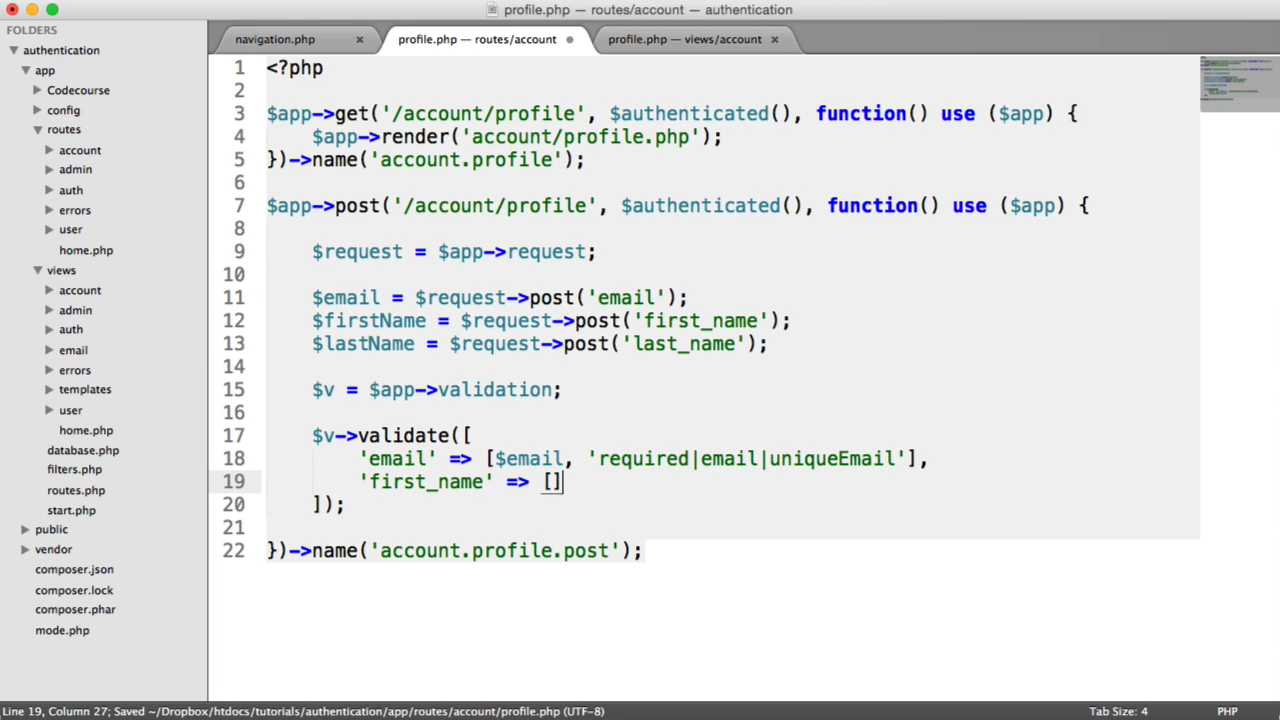 profile.php — routes/account — authentication
FOLDERS
authentication
app
Codecourse
config
routes
account
admin
auth
errors
user
home.php
views
account
admin
auth
email
errors
templates
user
home.php
database.php
filters.php
routes.php
start.php
public
vendor
composer.json
composer.lock
composer.phar
mode.php
navigation.php ×
profile.php — routes/account
profile.php — views/account ×
1 <?php
2
3 $app->get('/account/profile', $authenticated(), function() use ($app) {
4 $app->render('account/profile.php');
5 })->name('account.profile');
6
7 $app->post('/account/profile', $authenticated(), function() use ($app) {
8
9 $request = $app->request;
10
11 $email = $request->post('email');
12 $firstName = $request->post('first_name');
13 $lastName = $request->post('last_name');
14
15 $v = $app->validation;
16
17 $v->validate([
18 'email' => [$email, 'required|email|uniqueEmail'],
19 'first_name' => []
20 ]);
21
22 })->name('account.profile.post');
Line 19, Column 27; Saved ~/Dropbox/htdocs/tutorials/authentication/app/routes/account/profile.php (UTF-8)
Tab Size: 4
PHP